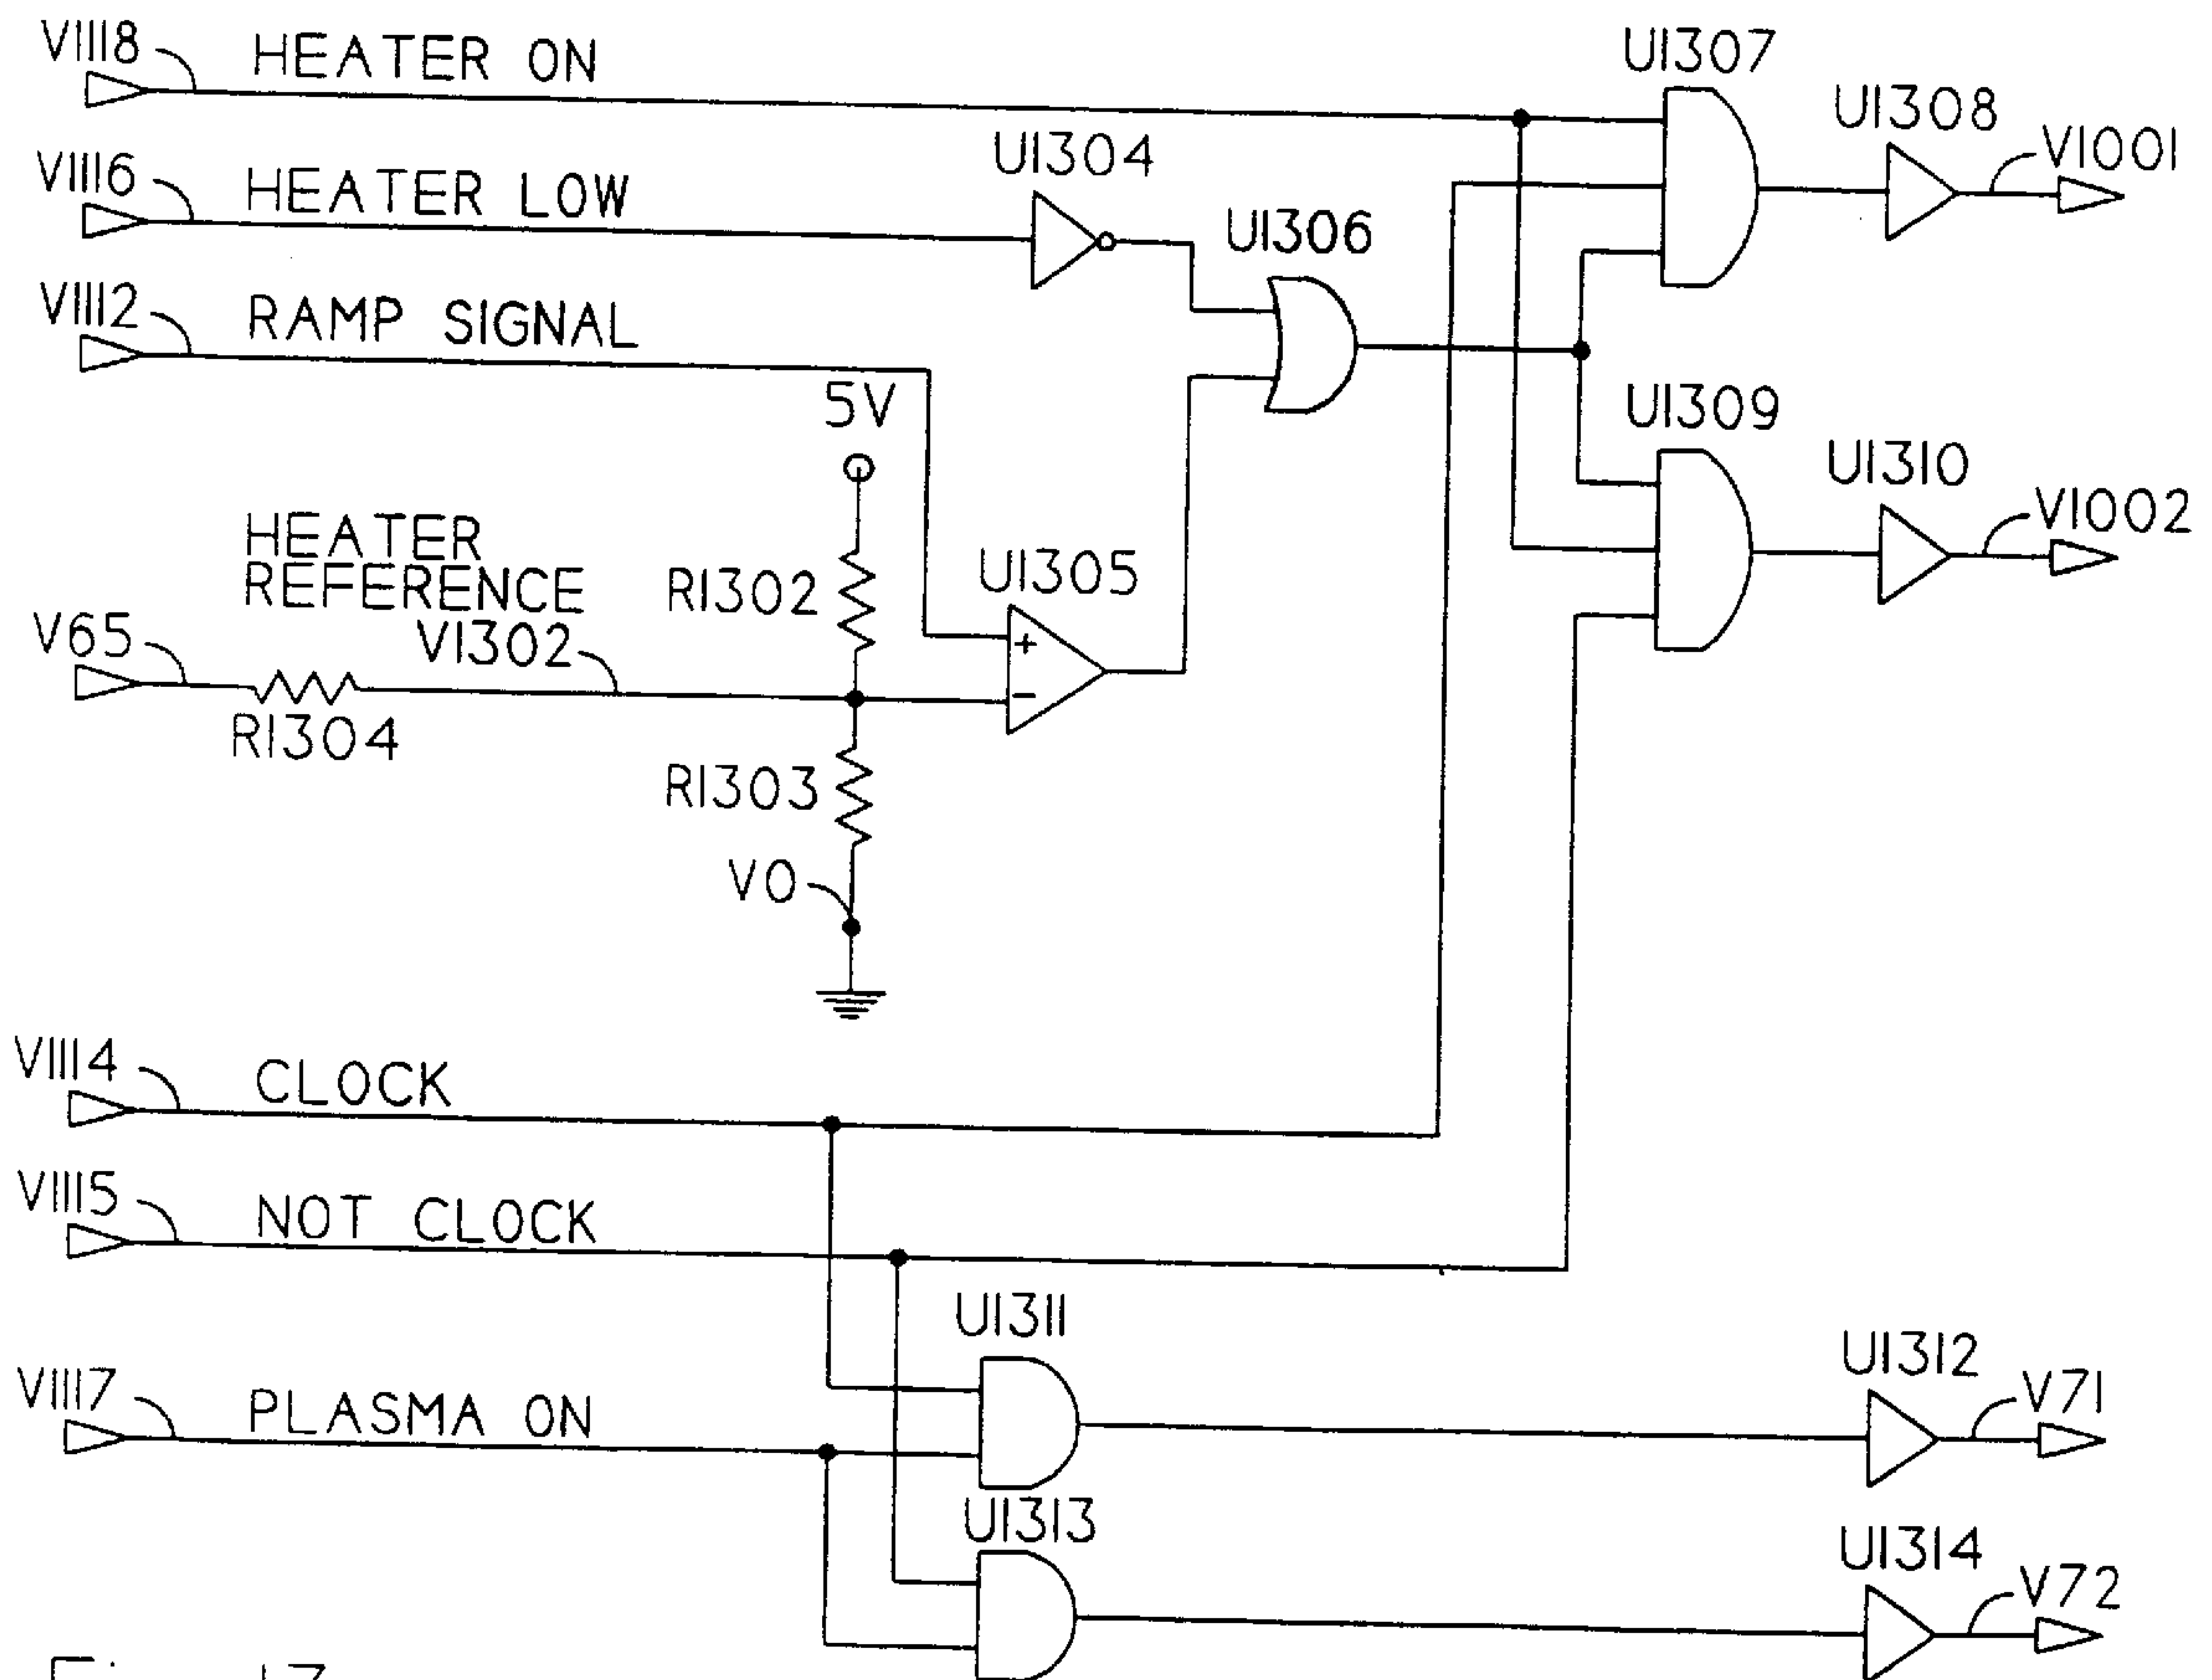 V1118 HEATER ON
U1307
U1308
V1001
U1304
V1116 HEATER LOW
U1306
V1112 RAMP SIGNAL
5V
U1309
U1310
V1002
HEATER
REFERENCE
R1302
U1305
V65
V1302
R1304
+
-
R1303
V0
V1114 CLOCK
V1115 NOT CLOCK
U1311
U1312
V71
V1117 PLASMA ON
U1313
U1314
V72